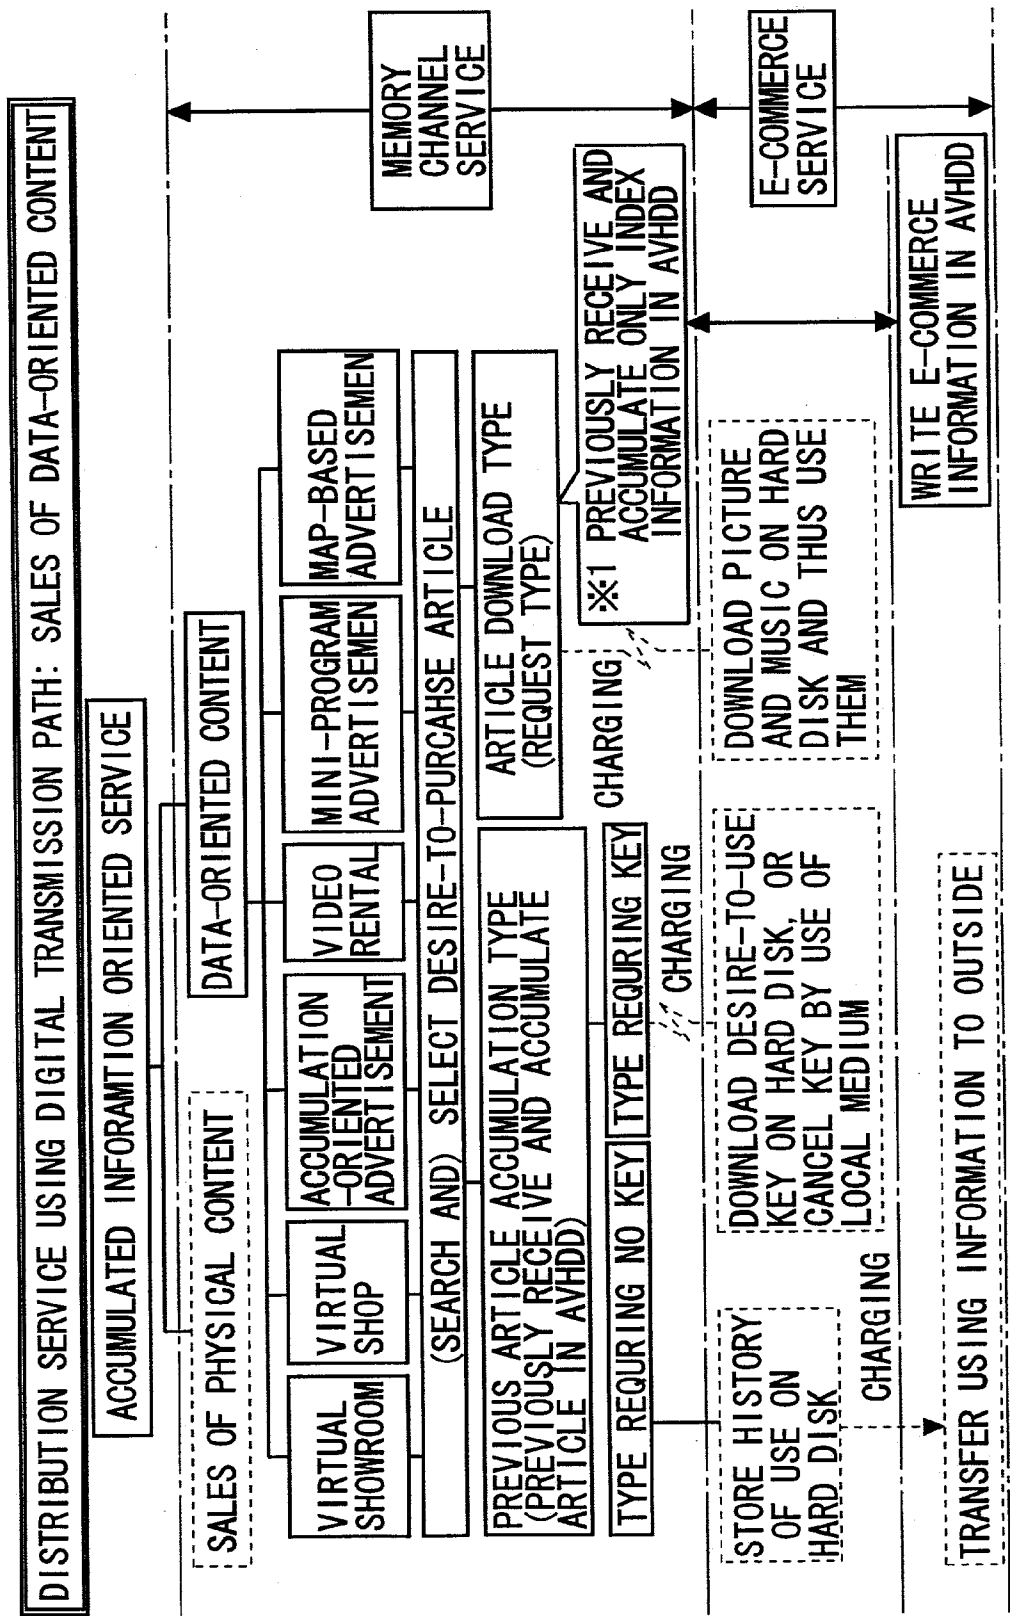 DISTRIBUTION SERVICE USING DIGITAL TRANSMISSION PATH: SALES OF DATA-ORIENTED CONTENT
ACCUMULATED INFORAMTION ORIENTED SERVICE
SALES OF PHYSICAL CONTENT
DATA-ORIENTED CONTENT
VIRTUAL
SHOWROOM
VIRTUAL
SHOP
ACCUMULATION
-ORIENTED
ADVERTISEMENT
VIDEO
RENTAL
MINI-PROGRAM
ADVERTISEMEN
MAP-BASED
ADVERTISEMEN
(SEARCH AND) SELECT DESIRE-TO-PURCAHSE ARTICLE
PREVIOUS ARTICLE ACCUMULATION TYPE
(PREVIOUSLY RECEIVE AND ACCUMULATE
ARTICLE IN AVHDD)
ARTICLE DOWNLOAD TYPE
(REQUEST TYPE)
※1 PREVIOUSLY RECEIVE AND
ACCUMULATE ONLY INDEX
INFORMATION IN AVHDD
MEMORY
CHANNEL
SERVICE
TYPE REQURING NO KEY
TYPE REQURING KEY
CHARGING
CHARGING
STORE HISTORY
OF USE ON
HARD DISK
DOWNLOAD DESIRE-TO-USE
KEY ON HARD DISK, OR
CANCEL KEY BY USE OF
LOCAL MEDIUM
DOWNLOAD PICTURE
AND MUSIC ON HARD
DISK AND THUS USE
THEM
E-COMMERCE
SERVICE
CHARGING
TRANSFER USING INFORMATION TO OUTSIDE
WRITE E-COMMERCE
INFORMATION IN AVHDD